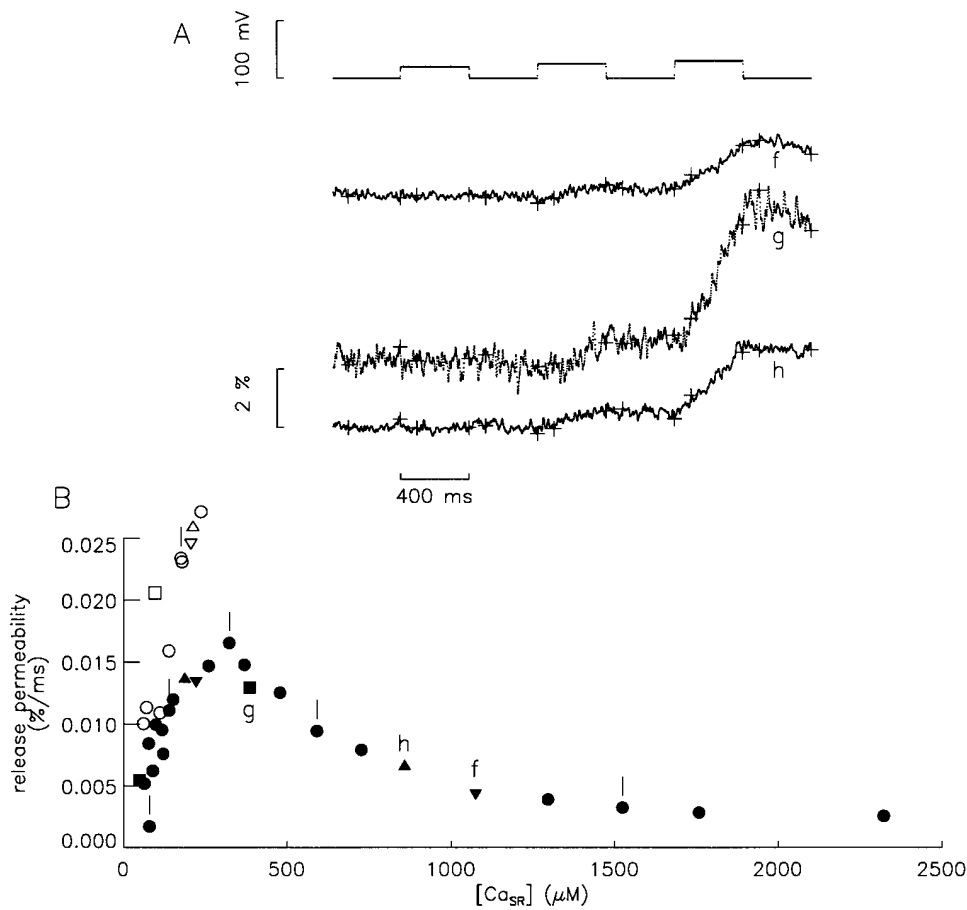 A
100 mV
f
g
h
2 %
400 ms
B
release permeability
(%/ms)
0.025
0.020
0.015
0.010
0.005
0.000
g
h
f
0
500
1000
1500
2000
2500
[CaSR] (μM)